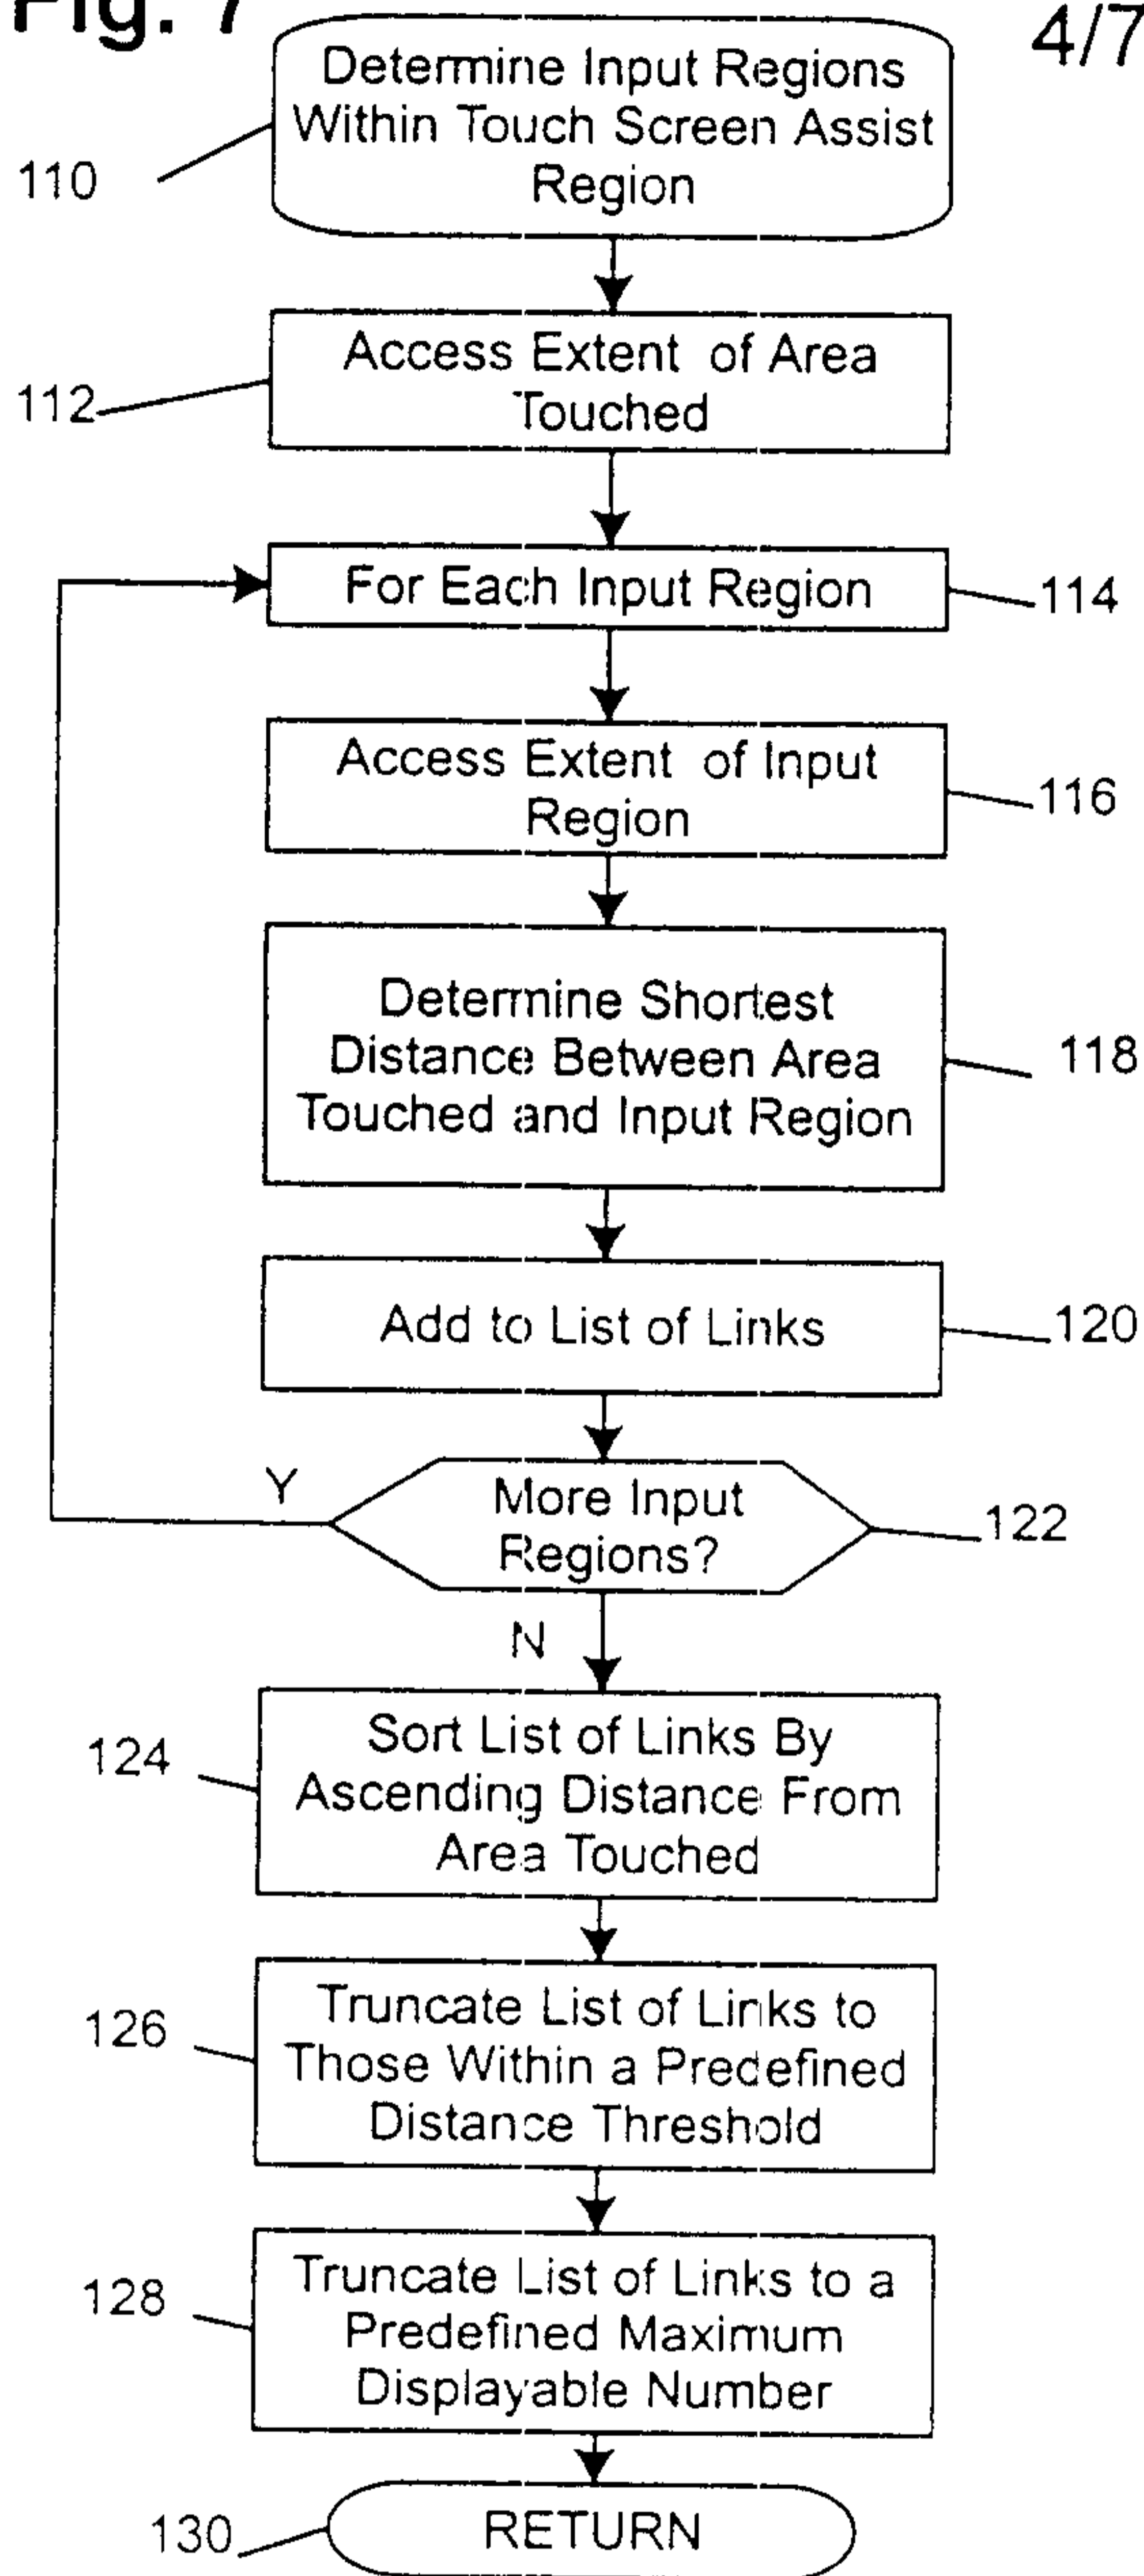 Fig. 7
4/7
Determine Input Regions
Within Touch Screen Assist
Region
110
Access Extent of Area
Touched
112
For Each Input Region
114
Access Extent of Input
Region
116
Determine Shortest
Distance Between Area
Touched and Input Region
118
Add to List of Links
120
Y
More Input
Regions?
122
N
Sort List of Links By
Ascending Distance From
Area Touched
124
Truncate List of Links to
Those Within a Predefined
Distance Threshold
126
Truncate List of Links to a
Predefined Maximum
Displayable Number
128
RETURN
130